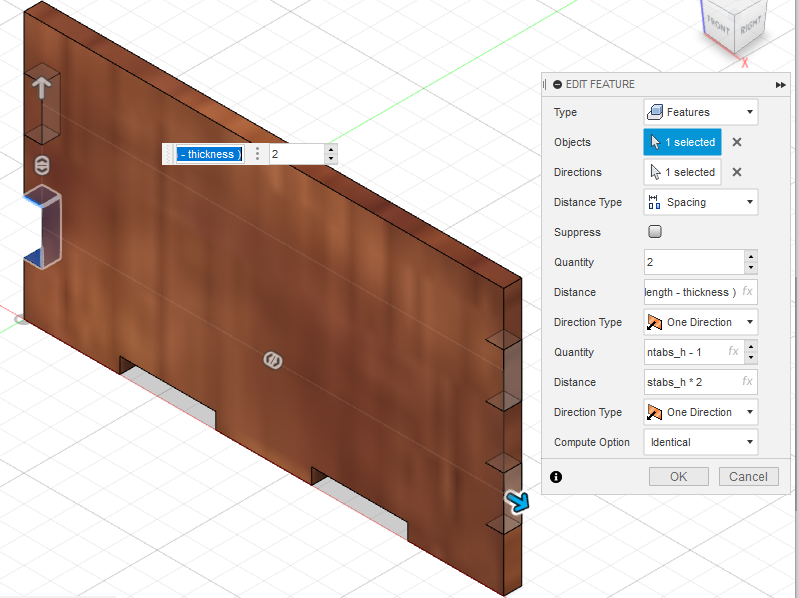 FRONT
RIGHT
X
EDIT FEATURE
Type Features
Objects 1 selected
- thickness ) 2
Directions 1 selected
Distance Type Spacing
Suppress
Quantity 2
Distance length - thickness ) fx
Direction Type One Direction
Quantity ntabs_h - 1 fx
Distance stabs_h * 2 fx
Direction Type One Direction
Compute Option Identical
OK Cancel